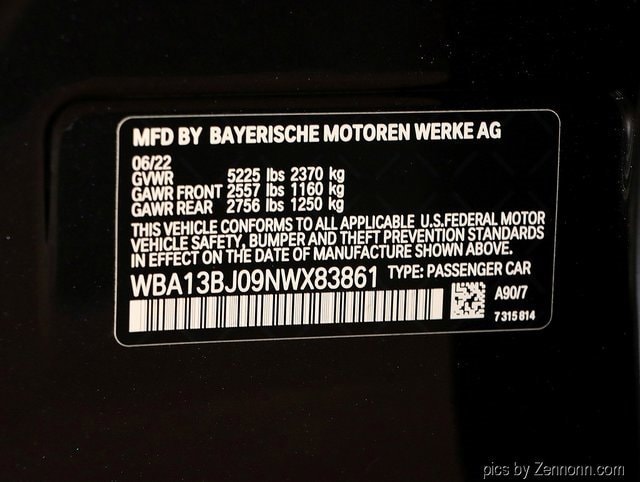 MFD BY BAYERISCHE MOTOREN WERKE AG
06/22
GVWR 5225 lbs 2370 kg
GAWR FRONT 2557 lbs 1160 kg
GAWR REAR 2756 lbs 1250 kg
THIS VEHICLE CONFORMS TO ALL APPLICABLE U.S.FEDERAL MOTOR
VEHICLE SAFETY, BUMPER AND THEFT PREVENTION STANDARDS
IN EFFECT ON THE DATE OF MANUFACTURE SHOWN ABOVE.
WBA13BJ09NWX83861 TYPE: PASSENGER CAR
A90/7
7315814
pics by Zennonn.com